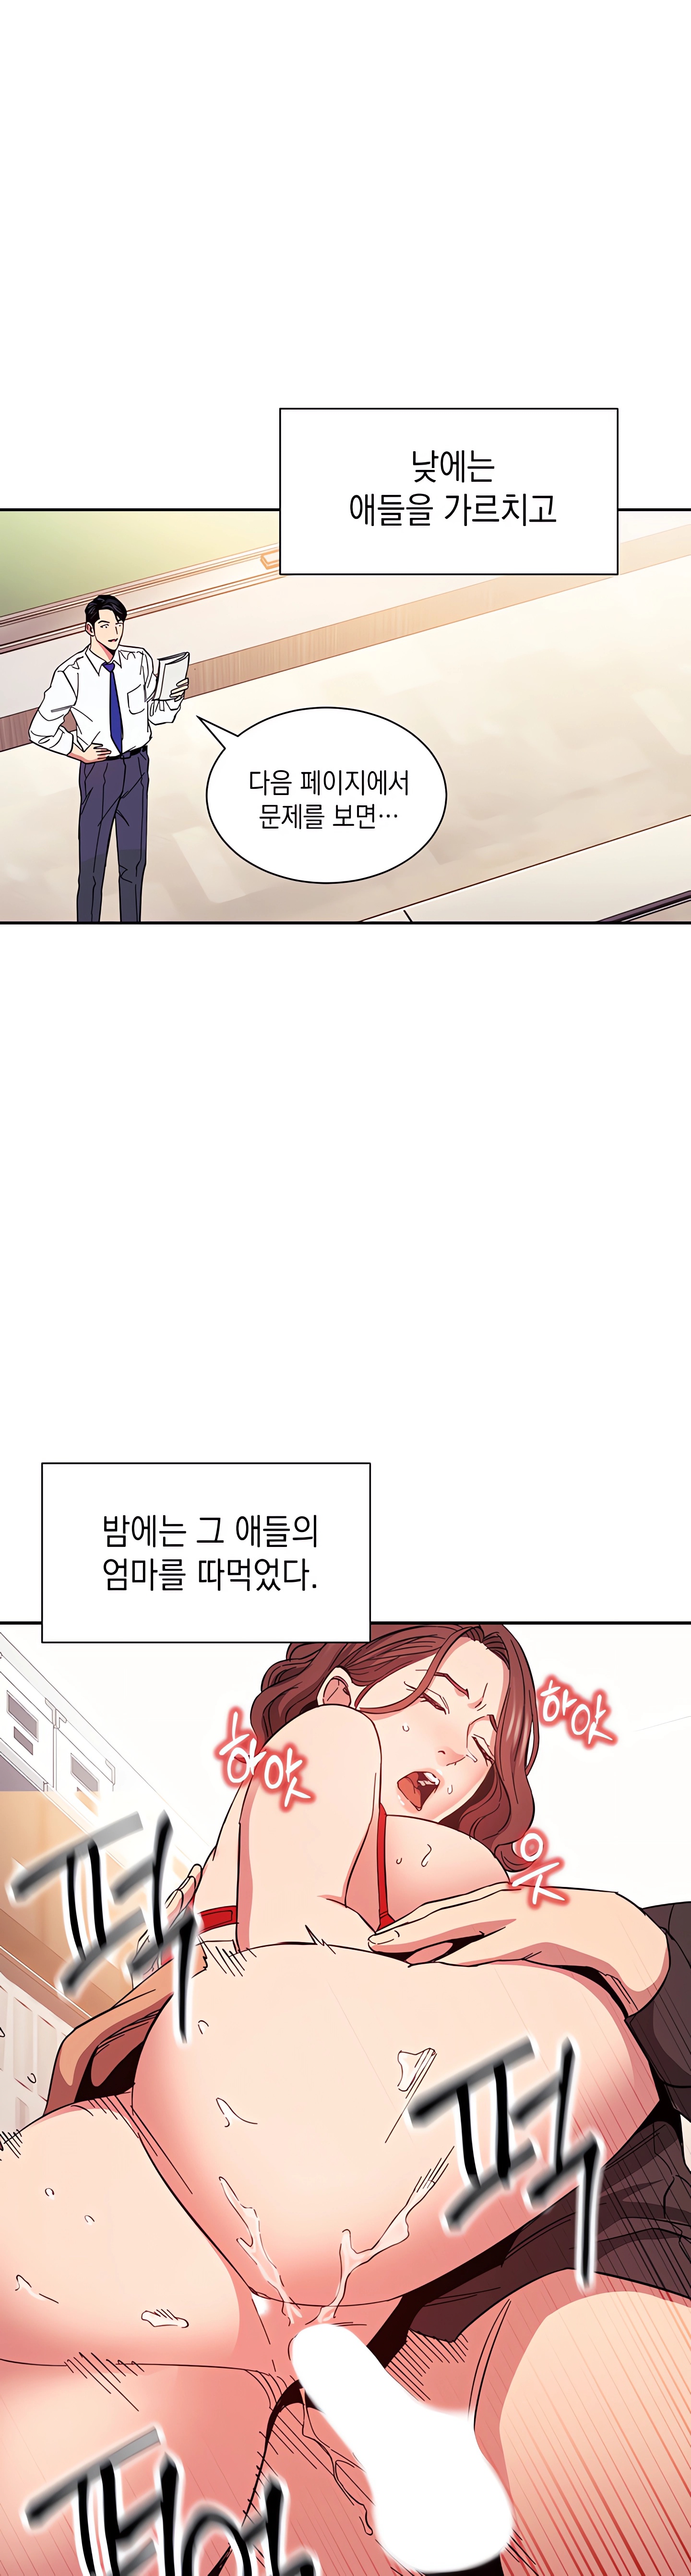 낮에는
애들을 가르치고
다음 페이지에서
문제를 보면…
밤에는 그 애들의
엄마를 따먹었다.
하앗
하앗
읏
퍽
퍽
퍽